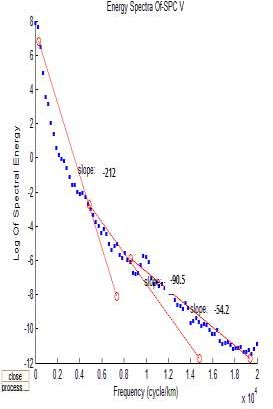 Energy Spectra Of-SPC V
8
6
4
2
0
-2
-4
-6
-8
-10
-12
Log Of Spectral Energy
slope: -212
slope: -90.5
slope: -54.2
0 0.2 0.4 0.6 0.8 1 1.2 1.4 1.6 1.8 2
x 10^4
Frequency (cycle/km)
close
process...